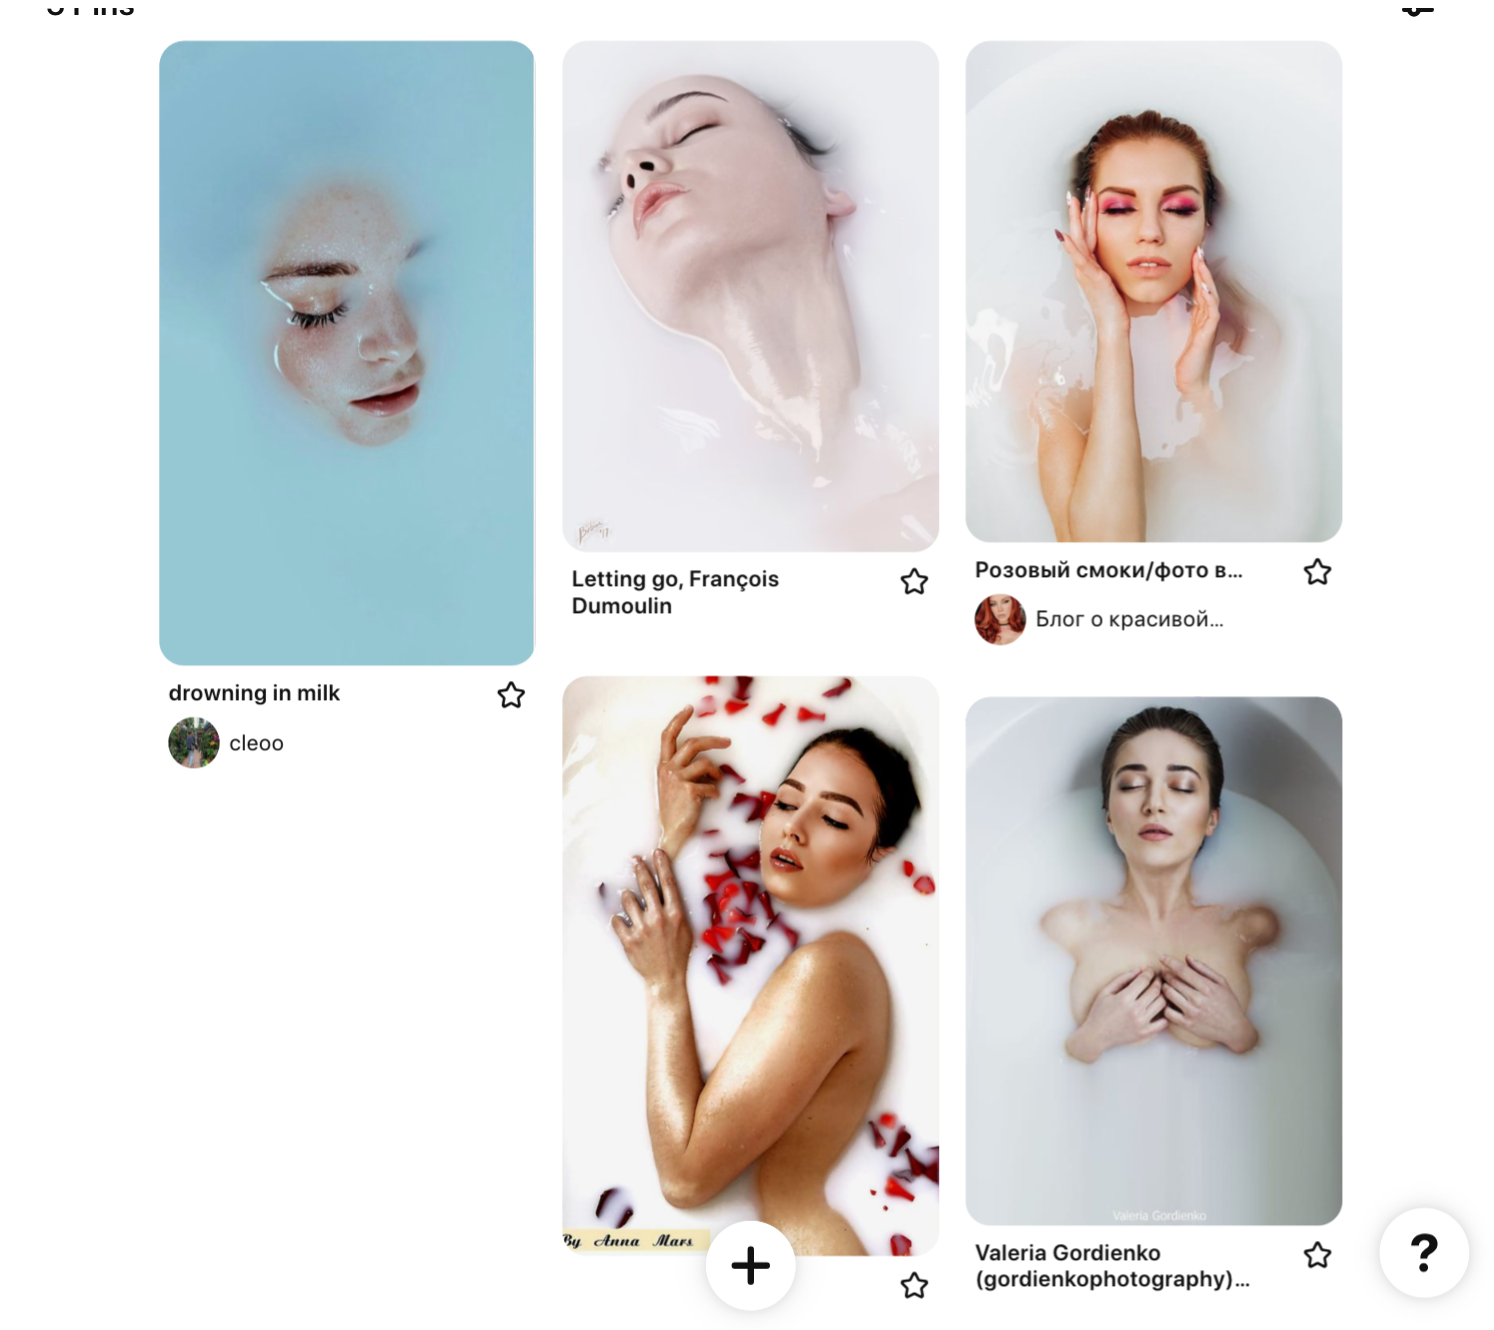 drowning in milk
cleoo
Letting go, François
Dumoulin
Розовый смоки/фото в...
Блог о красивой...
By Anna Mars
Valeria Gordienko
Valeria Gordienko
(gordienkophotography)...
?